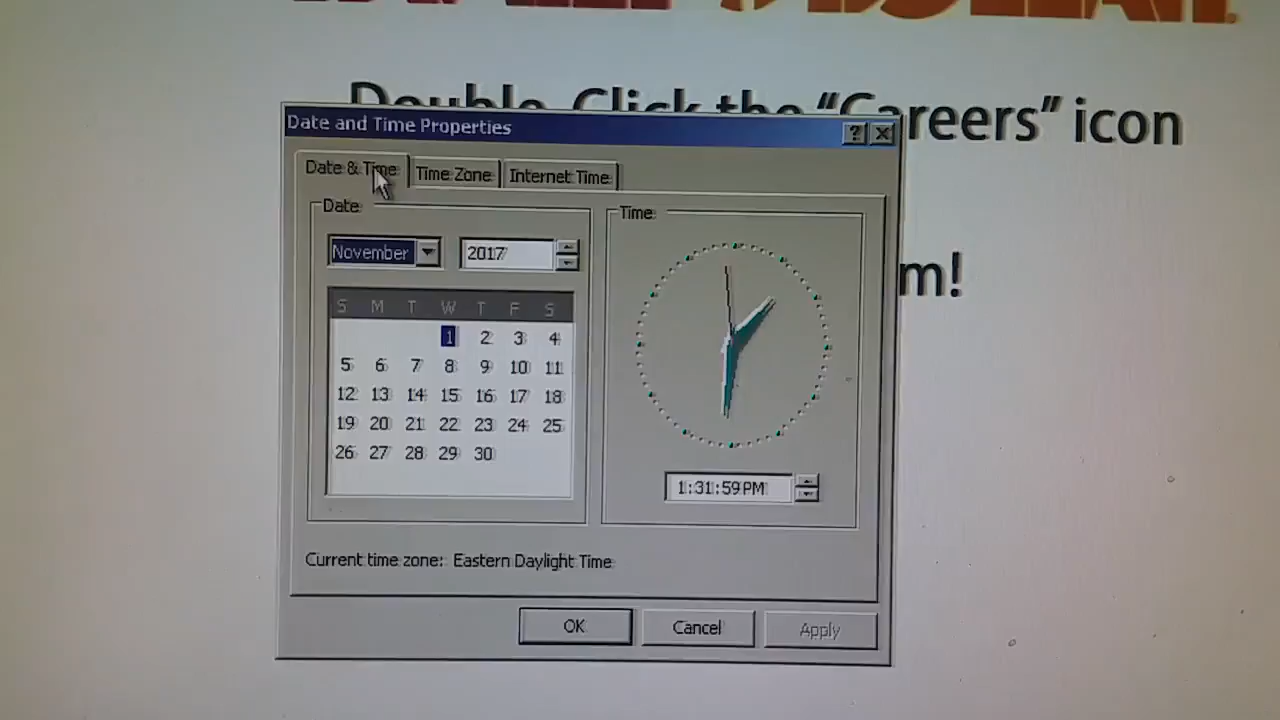 FAMILY DOLLAR
Double-Click the “Careers” icon
m!
Date and Time Properties
Date & Time
Time Zone
Internet Time
Date
November
2017
S M T W T F S
1 2 3 4
5 6 7 8 9 10 11
12 13 14 15 16 17 18
19 20 21 22 23 24 25
26 27 28 29 30
Time
1:31:59 PM
Current time zone: Eastern Daylight Time
OK
Cancel
Apply